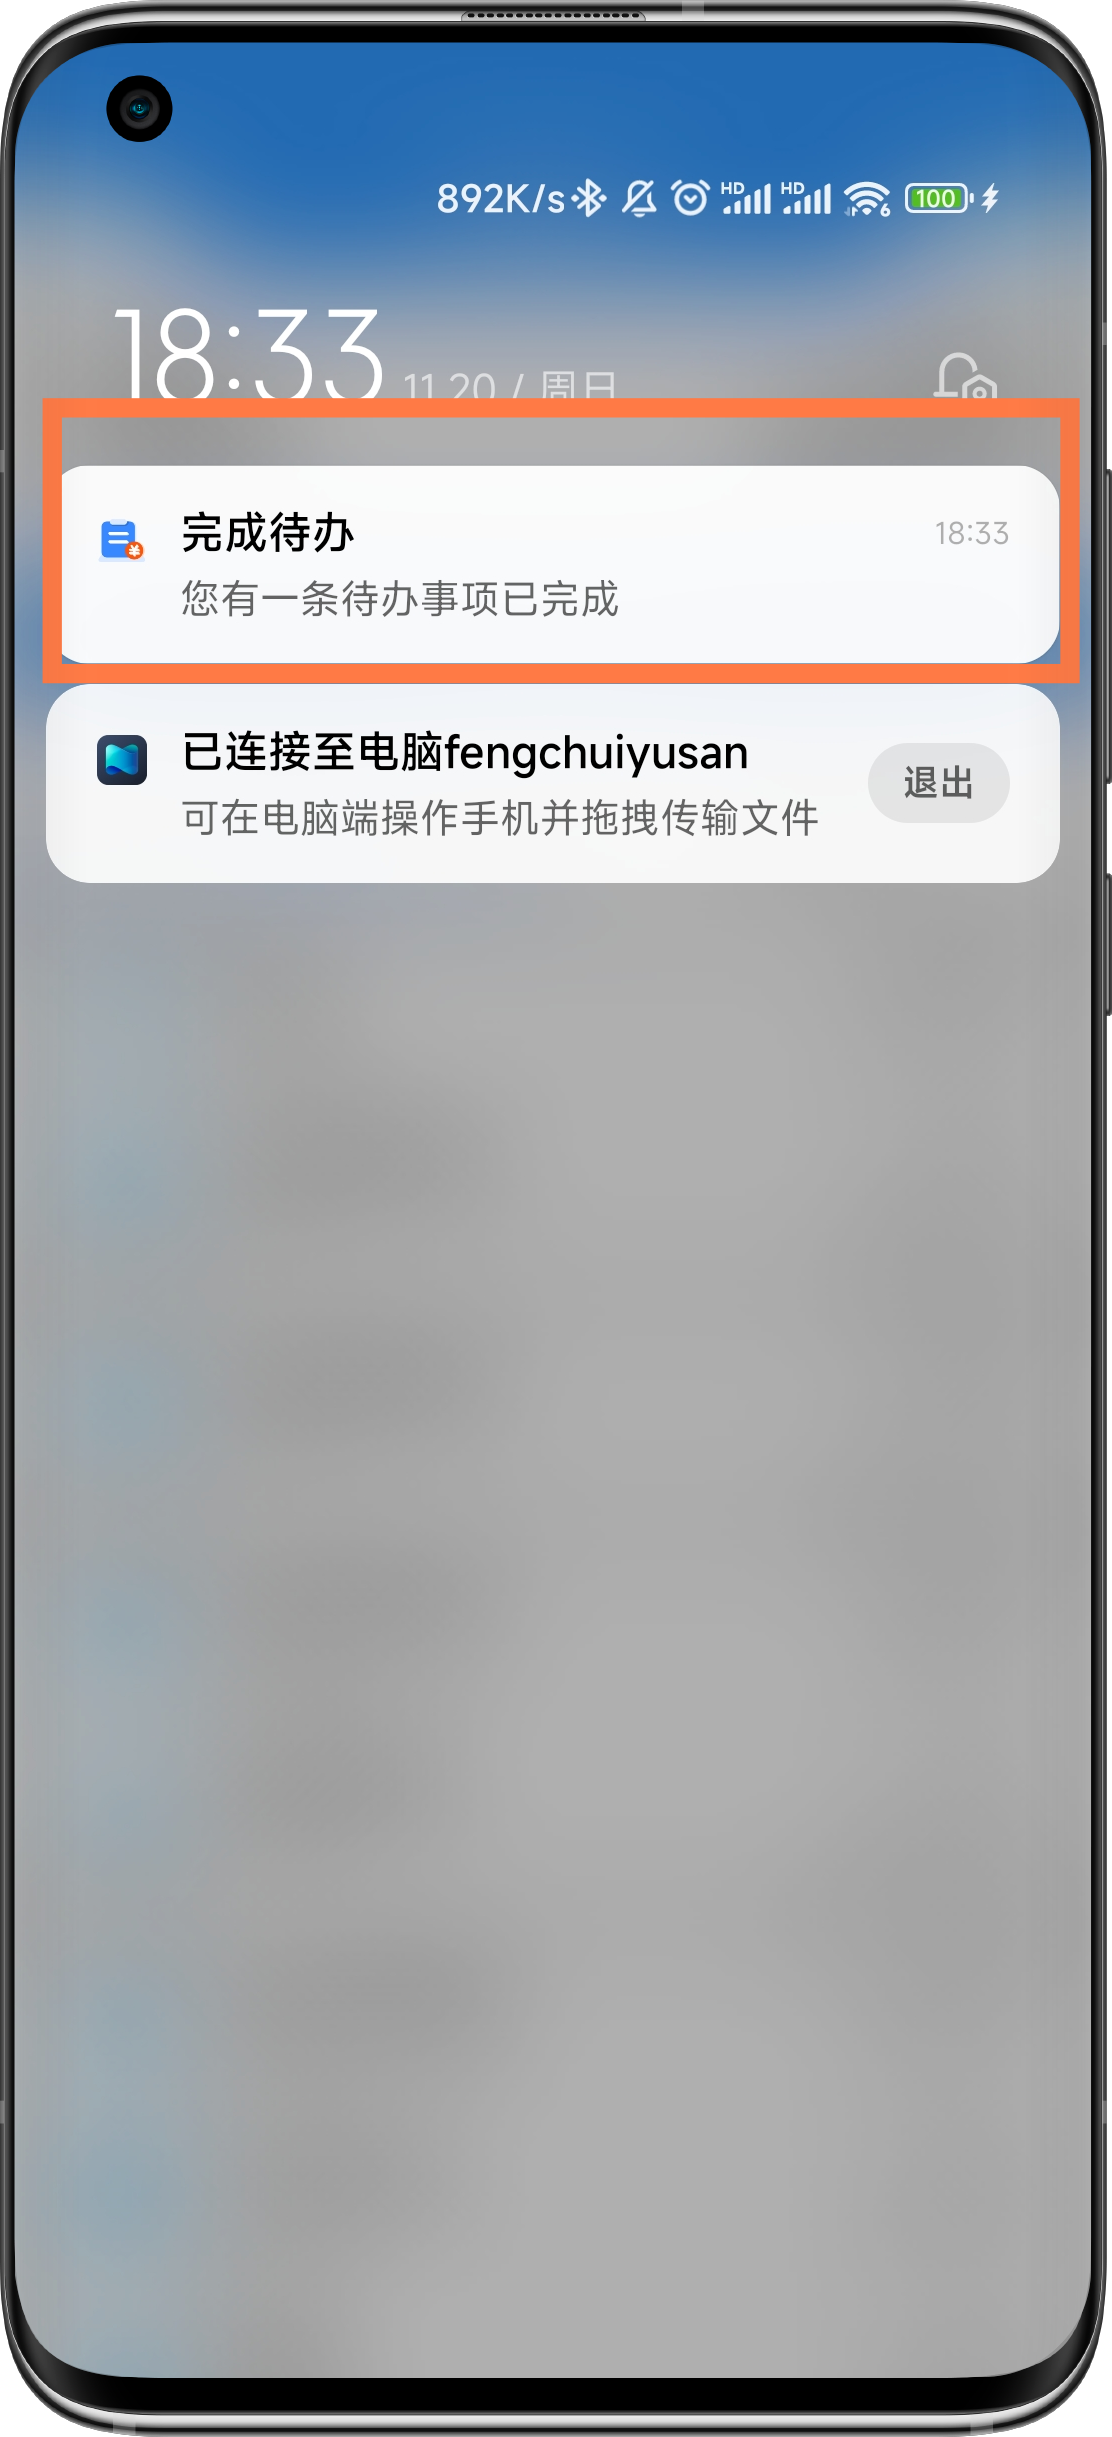 892K/s HD HD 6 100
18:33 11.20 / 周日
完成待办 18:33
您有一条待办事项已完成
已连接至电脑fengchuiyusan
可在电脑端操作手机并拖拽传输文件
退出